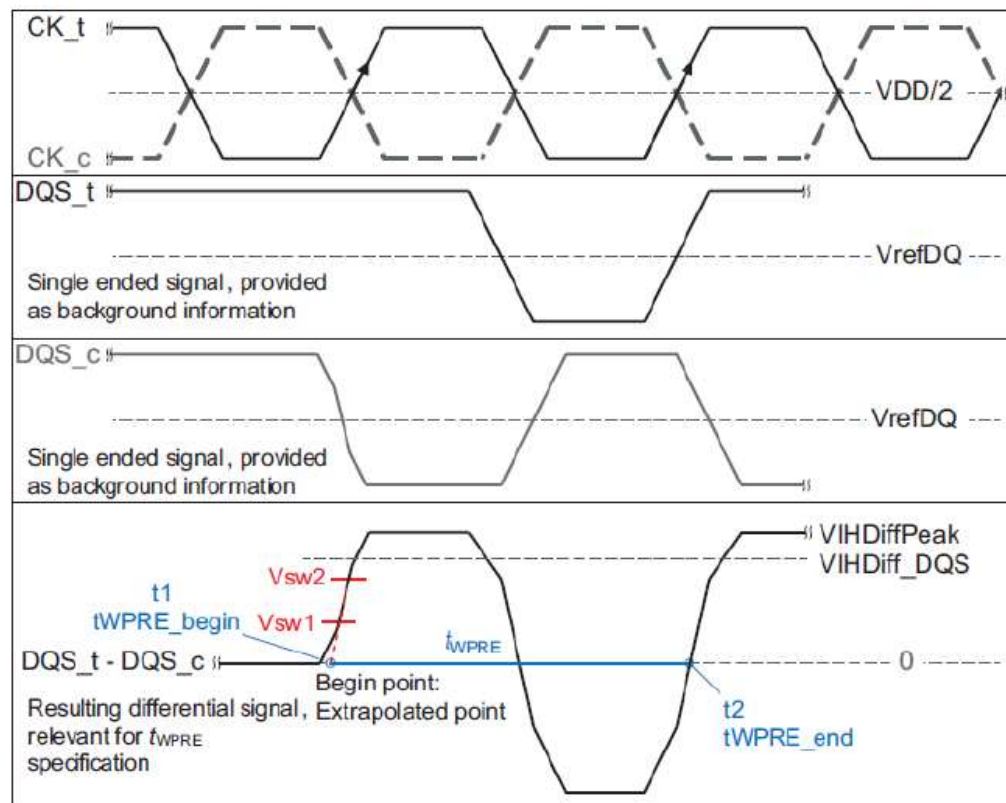 CK_t
VDD/2
CK_c
DQS_t
VrefDQ
Single ended signal, provided
as background information
DQS_c
VrefDQ
Single ended signal, provided
as background information
VIHDiffPeak
VIHDiff_DQS
Vsw2
t1
tWPRE_begin
Vsw1
tWPRE
DQS_t - DQS_c
0
Begin point:
Extrapolated point
Resulting differential signal,
relevant for tWPRE
specification
t2
tWPRE_end